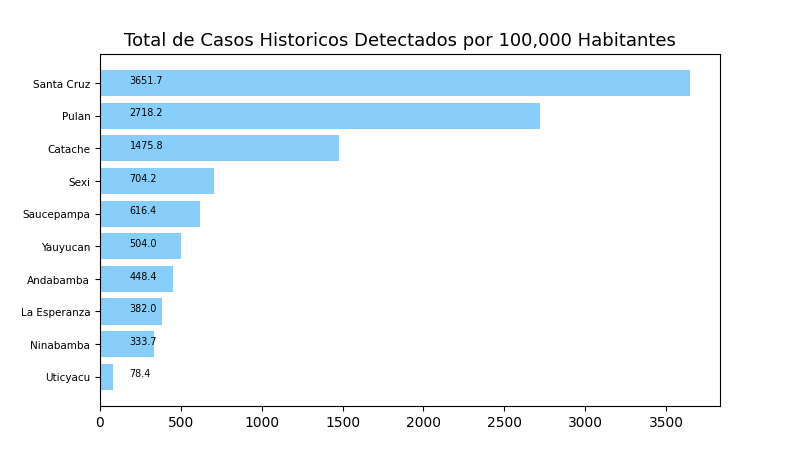 Total de Casos Historicos Detectados por 100,000 Habitantes
Santa Cruz 3651.7
Pulan 2718.2
Catache 1475.8
Sexi 704.2
Saucepampa 616.4
Yauyucan 504.0
Andabamba 448.4
La Esperanza 382.0
Ninabamba 333.7
Uticyacu 78.4
0 500 1000 1500 2000 2500 3000 3500